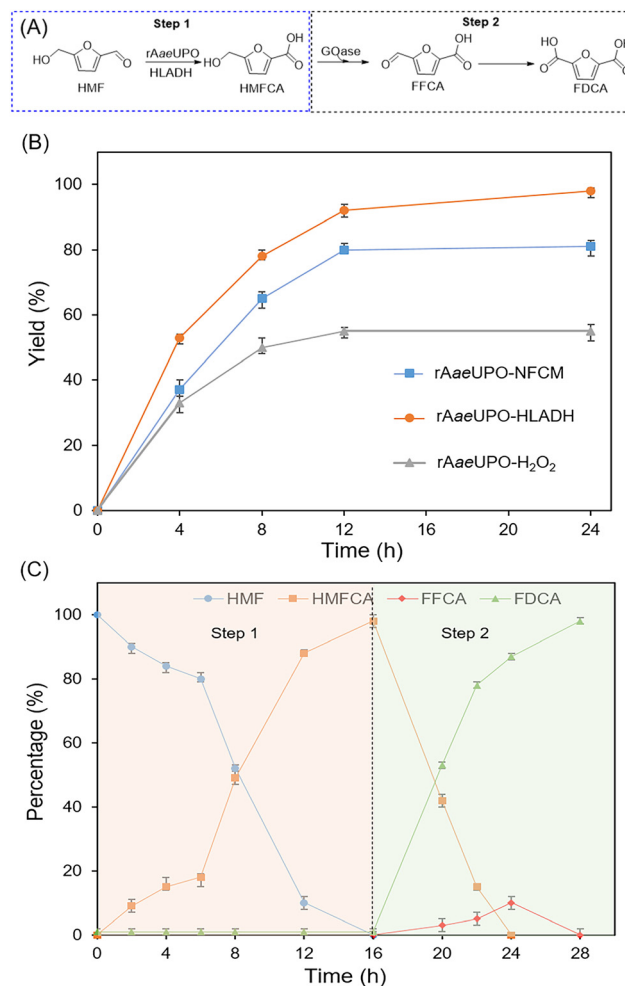 (A)
Step 1
Step 2
HO
O
O
HMF
rAaeUPO
HLADH
HO
O
OH
O
HMFCA
GOase
O
O
OH
O
FFCA
HO
O
O
OH
O
FDCA
(B)
Yield (%)
100
80
60
40
20
0
rAaeUPO-NFCM
rAaeUPO-HLADH
rAaeUPO-H₂O₂
0 4 8 12 16 20 24
Time (h)
(C)
HMF HMFCA FFCA FDCA
Step 1 Step 2
Percentage (%)
100
80
60
40
20
0
0 4 8 12 16 20 24 28
Time (h)